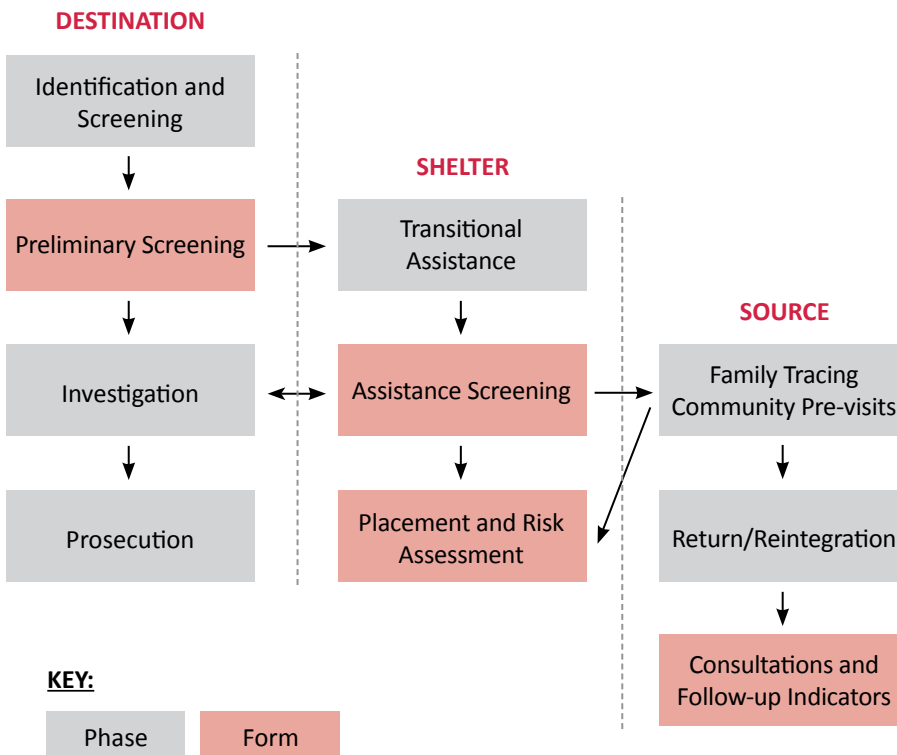 DESTINATION
Identification and
Screening
Preliminary Screening
Investigation
Prosecution
SHELTER
Transitional
Assistance
Assistance Screening
Placement and Risk
Assessment
SOURCE
Family Tracing
Community Pre-visits
Return/Reintegration
Consultations and
Follow-up Indicators
KEY:
Phase
Form